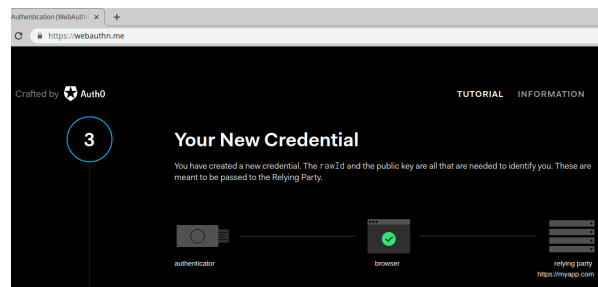 Authentication (WebAuthn
https://webauthn.me
Crafted by Auth0
TUTORIAL INFORMATION
3
Your New Credential
You have created a new credential. The rawId and the public key are all that are needed to identify you. These are
meant to be passed to the Relying Party.
authenticator
browser
relying party
https://myapp.com